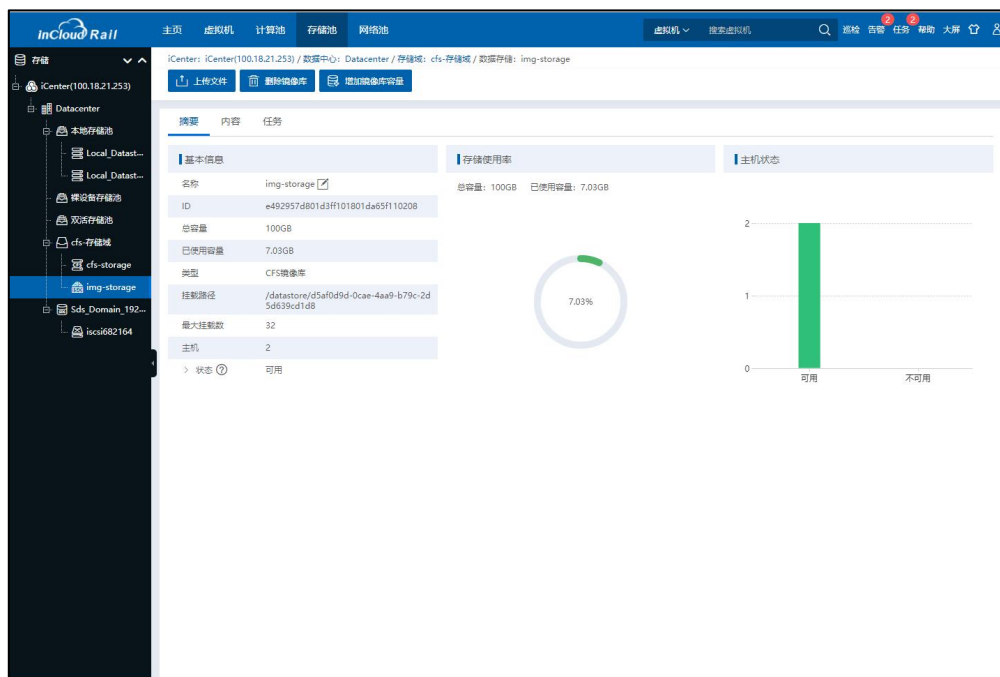 inCloud Rail
主页 虚拟机 计算池 存储池 网络池
虚拟机 搜索虚拟机
巡检 告警 2 任务 2 帮助 大屏
存储
iCenter(100.18.21.253)
Datacenter
本地存储池
Local_Datast...
Local_Datast...
裸设备存储池
双活存储池
cfs-存储域
cfs-storage
img-storage
Sds_Domain_192...
iscsi682164
iCenter: iCenter(100.18.21.253) / 数据中心: Datacenter / 存储域: cfs-存储域 / 数据存储: img-storage
上传文件 删除镜像库 增加镜像库容量
摘要 内容 任务
基本信息
名称 img-storage
ID e492957d801d3ff101801da65f110208
总容量 100GB
已使用容量 7.03GB
类型 CFS镜像库
挂载路径 /datastore/d5af0d9d-0cae-4aa9-b79c-2d
5d639cd1d8
最大挂载数 32
主机 2
状态 ? 可用
存储使用率
总容量: 100GB 已使用容量: 7.03GB
7.03%
主机状态
2
1
0
可用 不可用